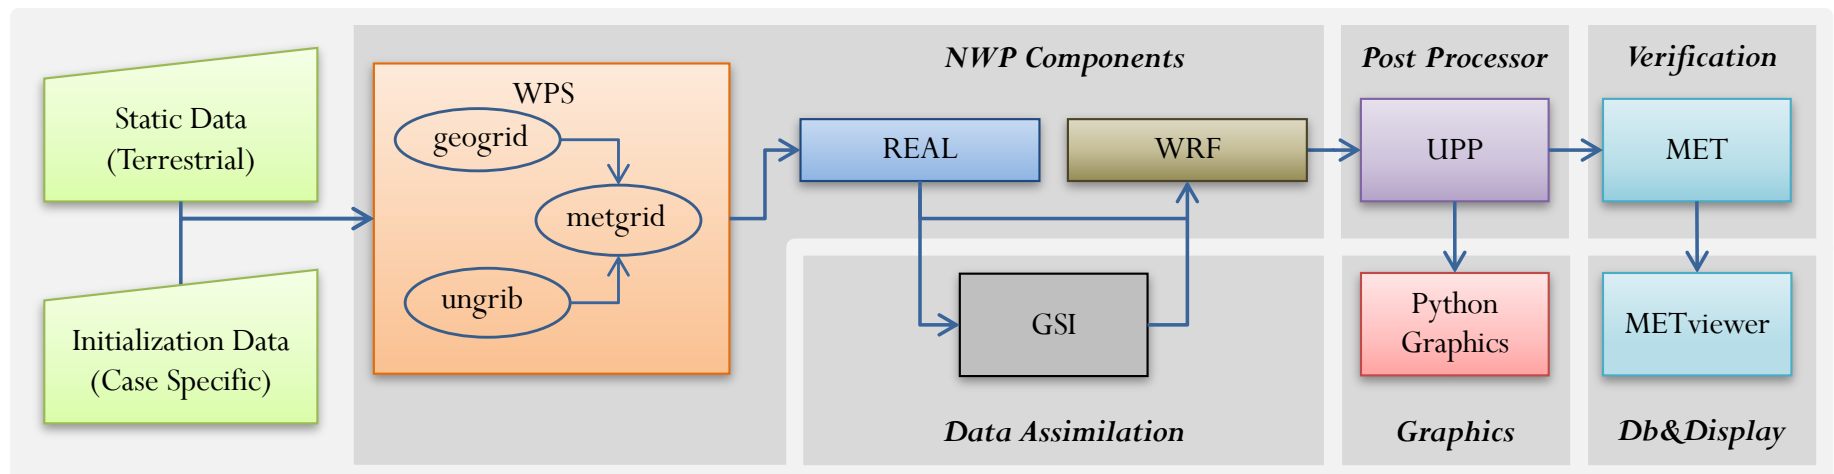 NWP Components
Post Processor
Verification
WPS
geogrid
metgrid
ungrib
Static Data
(Terrestrial)
Initialization Data
(Case Specific)
REAL
WRF
UPP
MET
GSI
Python
Graphics
METviewer
Data Assimilation
Graphics
Db&Display